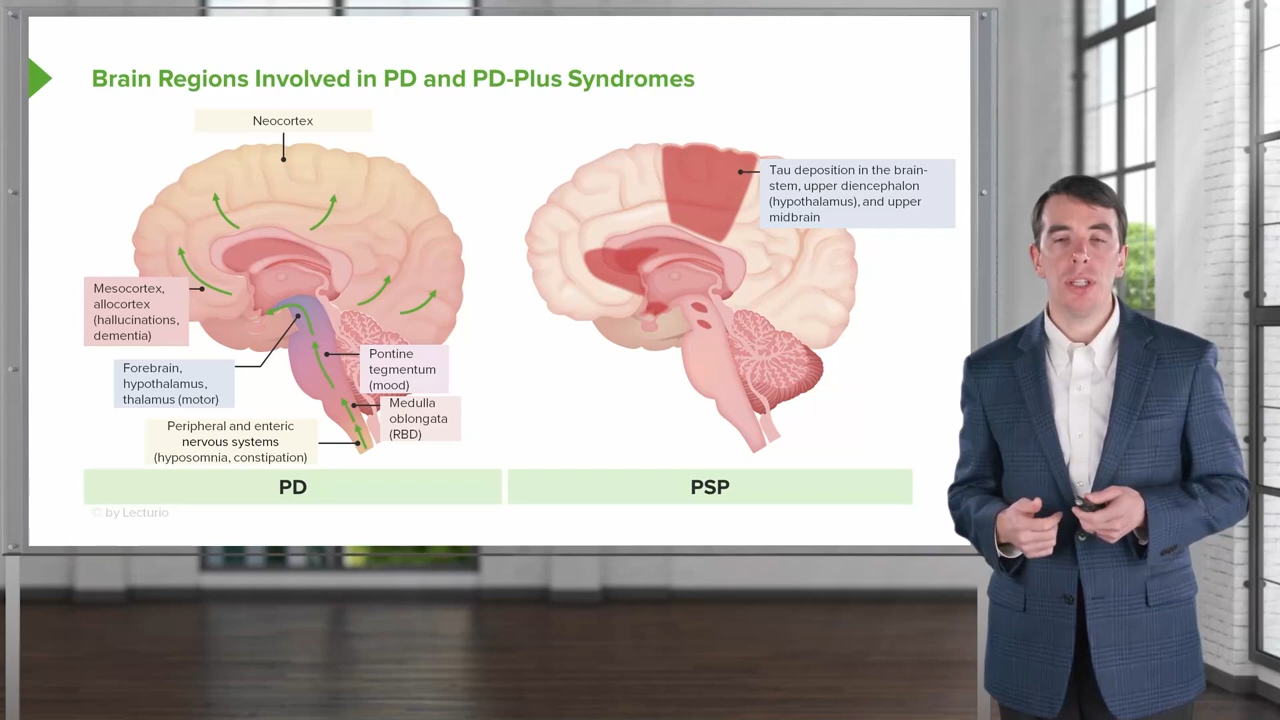 Brain Regions Involved in PD and PD-Plus Syndromes
Neocortex
Mesocortex,
allocortex
(hallucinations,
dementia)
Forebrain,
hypothalamus,
thalamus (motor)
Peripheral and enteric
nervous systems
(hyposomnia, constipation)
Pontine
tegmentum
(mood)
Medulla
oblongata
(RBD)
PD
Tau deposition in the brain-
stem, upper diencephalon
(hypothalamus), and upper
midbrain
PSP
© by Lecturio